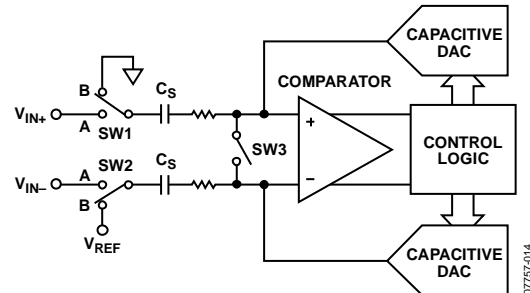 CAPACITIVE
DAC
COMPARATOR
B
CS
VIN+
A
SW1
+
SW3
CONTROL
LOGIC
VIN–
A
SW2
CS
–
B
VREF
CAPACITIVE
DAC
07757-014